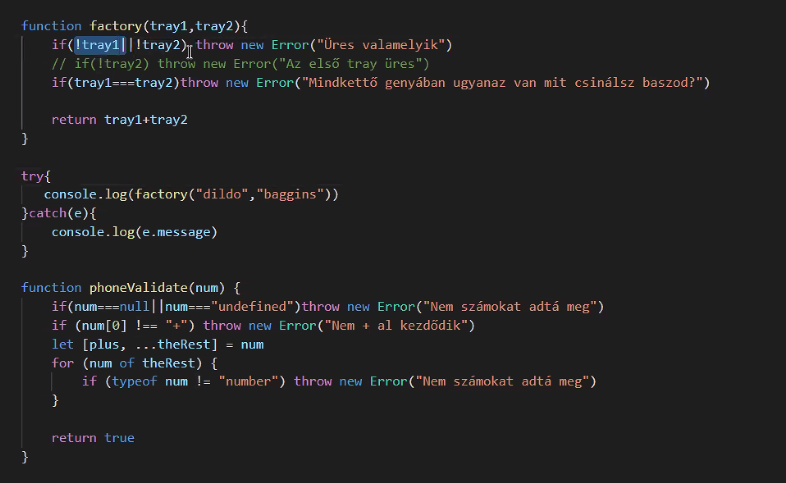 function factory(tray1,tray2){
if(!tray1||!tray2) throw new Error("Üres valamelyik")
// if(!tray2) throw new Error("Az első tray üres")
if(tray1===tray2)throw new Error("Mindkettő genyában ugyanaz van mit csinálsz baszod?")
return tray1+tray2
}
try{
console.log(factory("dildo","baggins"))
}catch(e){
console.log(e.message)
}
function phoneValidate(num) {
if(num===null||num==="undefined")throw new Error("Nem számokat adtá meg")
if (num[0] !== "+") throw new Error("Nem + al kezdődik")
let [plus, ...theRest] = num
for (num of theRest) {
if (typeof num != "number") throw new Error("Nem számokat adtá meg")
}
return true
}